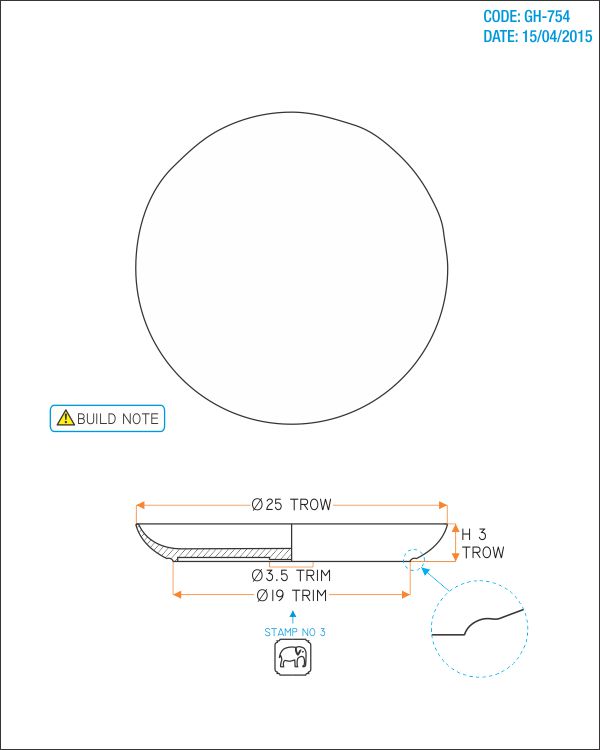 CODE: GH-754
DATE: 15/04/2015
BUILD NOTE
Ø25 TROW
H 3
TROW
Ø3.5 TRIM
Ø19 TRIM
STAMP NO 3